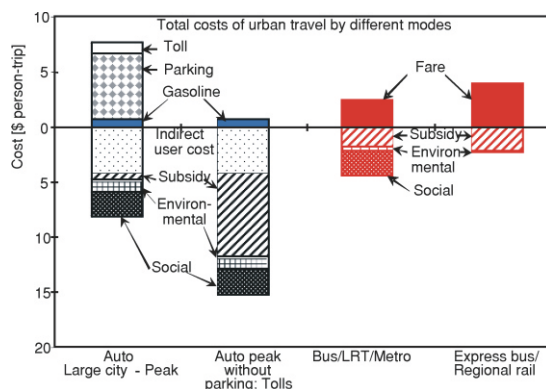 Total costs of urban travel by different modes
Cost [$ person-trip]
10
5
0
5
10
15
20
Toll
Parking
Gasoline
Indirect
user cost
Subsidy
Environ-
mental
Social
Fare
Subsidy
Environ-
mental
Social
Auto
Large city - Peak
Auto peak
without
parking: Tolls
Bus/LRT/Metro
Express bus/
Regional rail